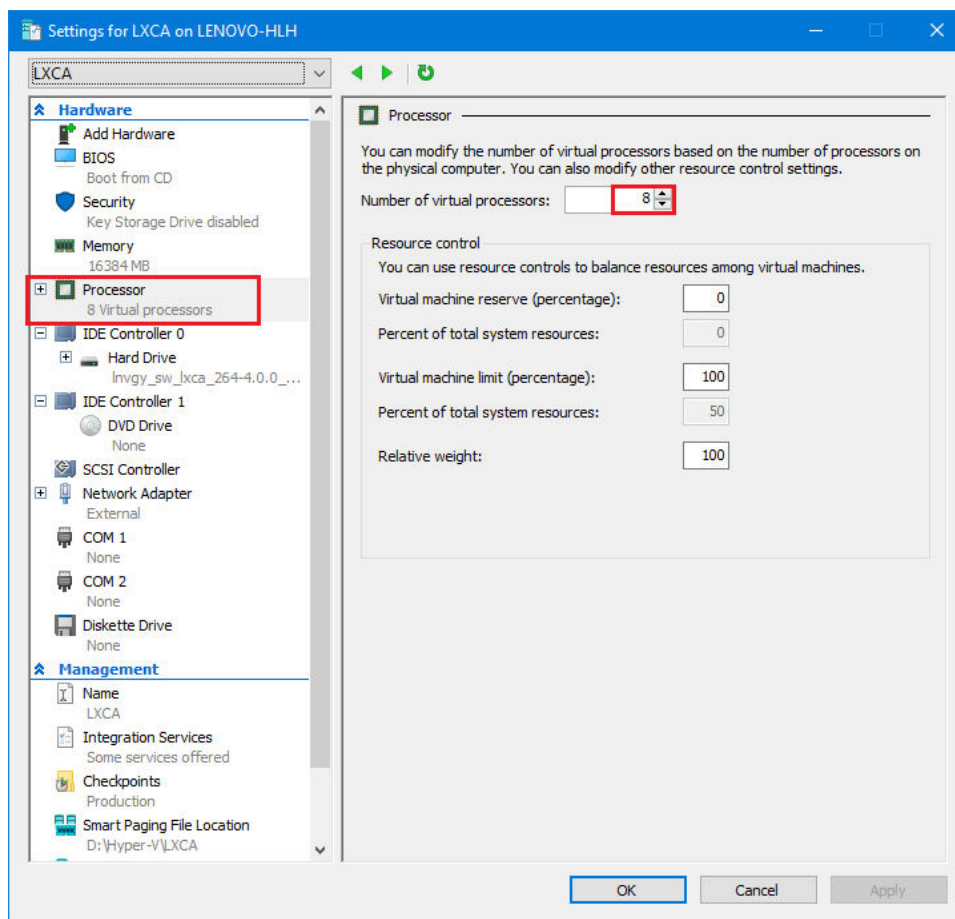 Settings for LXCA on LENOVO-HLH
LXCA
Hardware
Add Hardware
BIOS
Boot from CD
Security
Key Storage Drive disabled
Memory
16384 MB
Processor
8 Virtual processors
IDE Controller 0
Hard Drive
lnvgy_sw_lxca_264-4.0.0_...
IDE Controller 1
DVD Drive
None
SCSI Controller
Network Adapter
External
COM 1
None
COM 2
None
Diskette Drive
None
Management
Name
LXCA
Integration Services
Some services offered
Checkpoints
Production
Smart Paging File Location
D:\Hyper-V\LXCA
Processor
You can modify the number of virtual processors based on the number of processors on
the physical computer. You can also modify other resource control settings.
Number of virtual processors: 8
Resource control
You can use resource controls to balance resources among virtual machines.
Virtual machine reserve (percentage): 0
Percent of total system resources: 0
Virtual machine limit (percentage): 100
Percent of total system resources: 50
Relative weight: 100
OK Cancel Apply